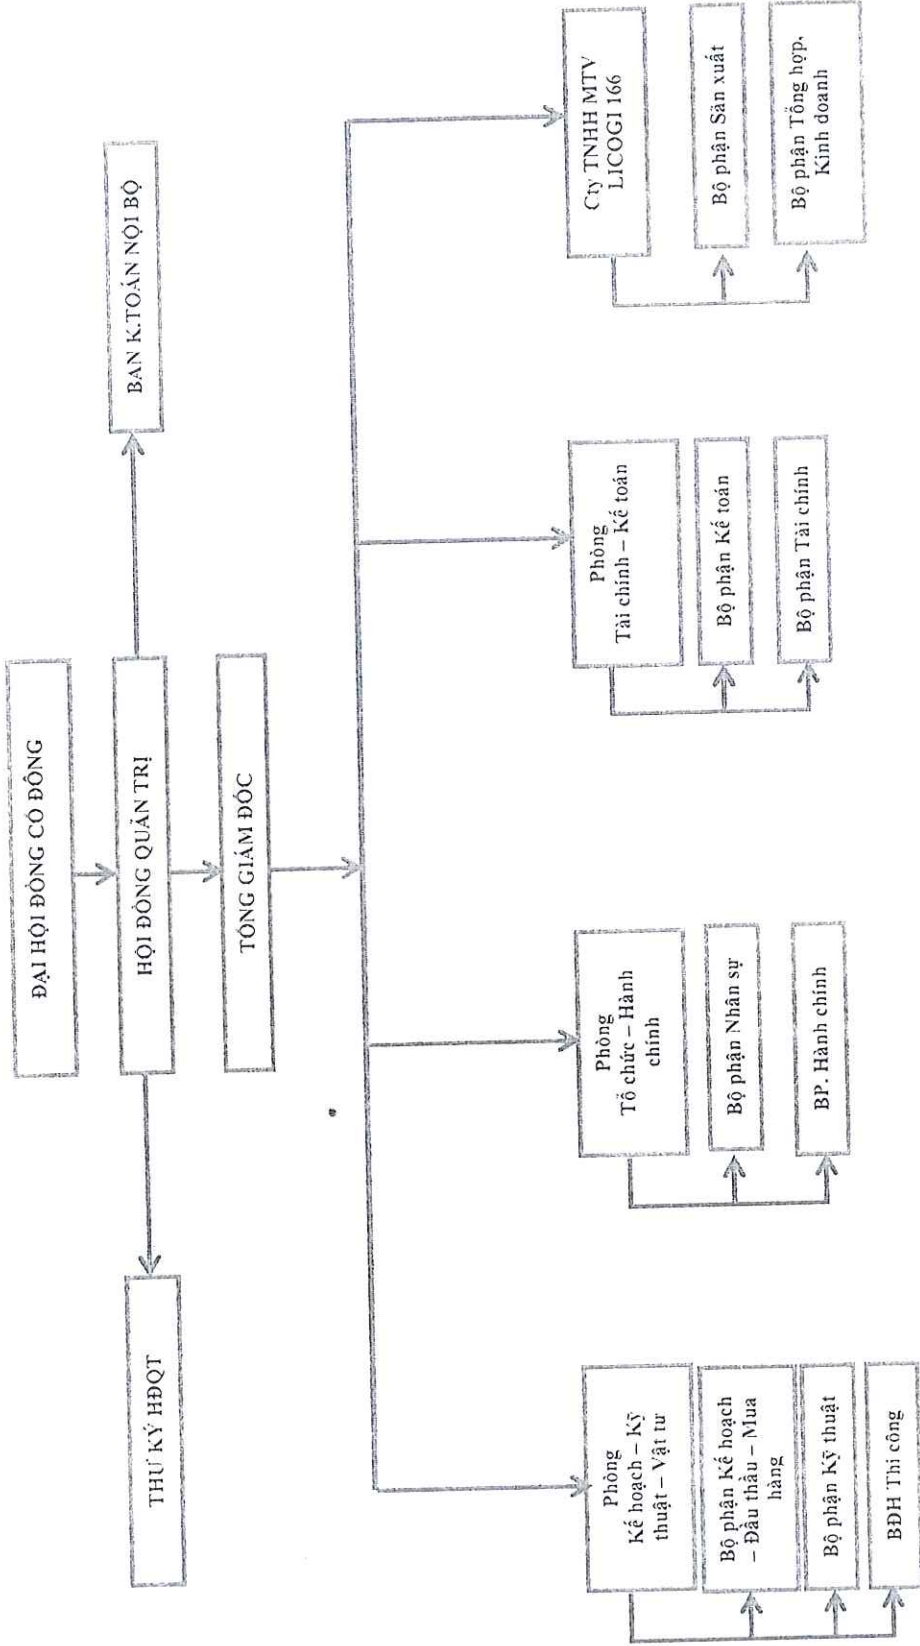 ĐẠI HỘI ĐỒNG CỔ ĐÔNG
THƯ KÝ HĐQT
HỘI ĐỒNG QUẢN TRỊ
BAN K.TOÁN NỘI BỘ
TỔNG GIÁM ĐỐC
Phòng
Kế hoạch – Kỹ
thuật – Vật tư
Bộ phận Kế hoạch
– Đấu thầu – Mua
hàng
Bộ phận Kỹ thuật
BĐH Thi công
Phòng
Tổ chức – Hành
chính
Bộ phận Nhân sự
BP. Hành chính
Phòng
Tài chính – Kế toán
Bộ phận Kế toán
Bộ phận Tài chính
Cty TNHH MTV
LICOGI 166
Bộ phận Sản xuất
Bộ phận Tổng hợp,
Kinh doanh